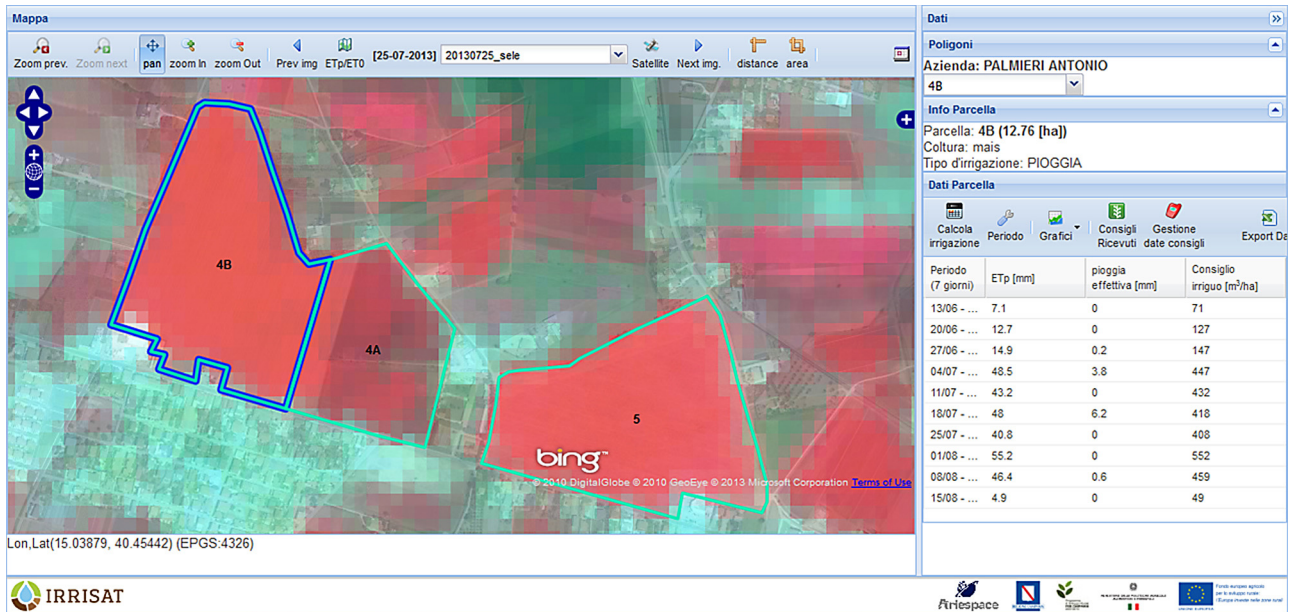 Mappa
Zoom prev. Zoom next pan zoom In zoom Out Prev img ETp/ET0 [25-07-2013] 20130725_sele Satellite Next img. distance area
4B
4A
5
bing™
© 2010 DigitalGlobe © 2010 GeoEye © 2013 Microsoft Corporation Terms of Use
Lon,Lat(15.03879, 40.45442) (EPGS:4326)
Dati
Poligoni
Azienda: PALMIERI ANTONIO
4B
Info Parcella
Parcella: 4B (12.76 [ha])
Coltura: mais
Tipo d'irrigazione: PIOGGIA
Dati Parcella
Calcola irrigazione Periodo Grafici Consigli Ricevuti Gestione date consigli Export Da
Periodo (7 giorni) ETp [mm] pioggia effettiva [mm] Consiglio irriguo [m³/ha]
13/06 - ... 7.1 0 71
20/06 - ... 12.7 0 127
27/06 - ... 14.9 0.2 147
04/07 - ... 48.5 3.8 447
11/07 - ... 43.2 0 432
18/07 - ... 48 6.2 418
25/07 - ... 40.8 0 408
01/08 - ... 55.2 0 552
08/08 - ... 46.4 0.6 459
15/08 - ... 4.9 0 49
IRRISAT
Ariespace